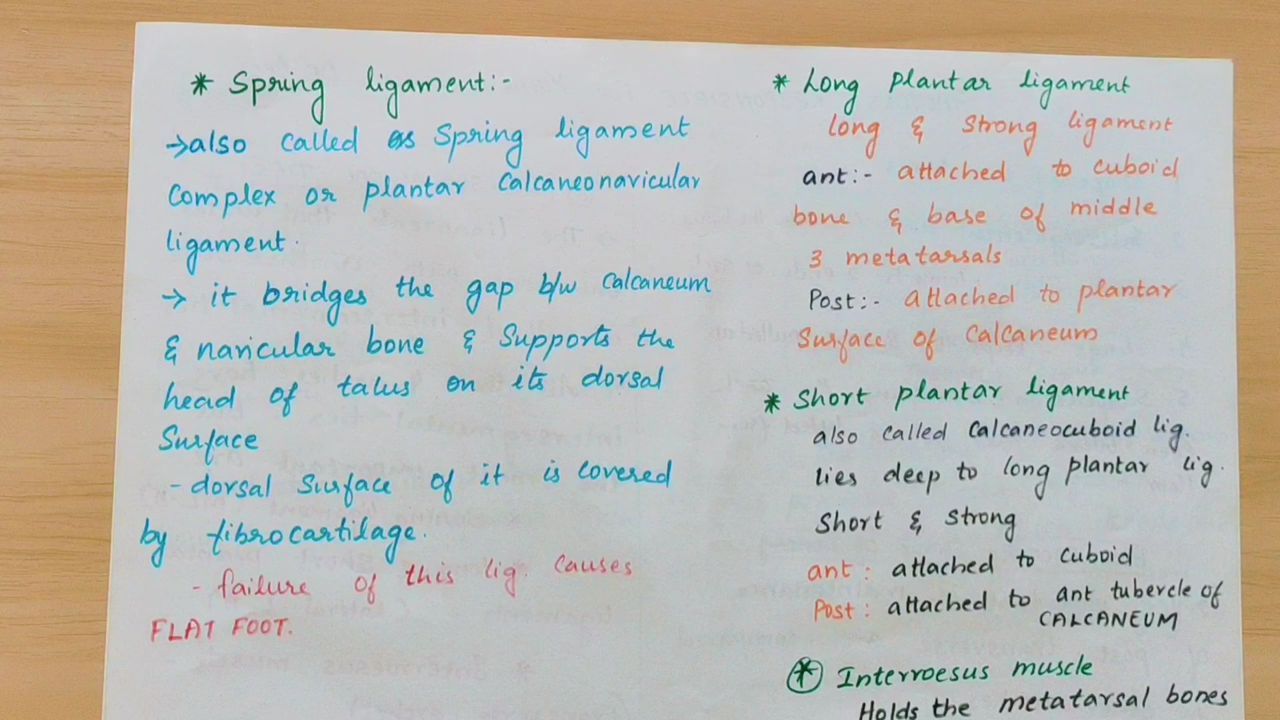 * Spring ligament:-
→also called as Spring ligament
complex or plantar calcaneonavicular
ligament.
→ it bridges the gap b/w calcaneum
& navicular bone & Supports the
head of talus on its dorsal
Surface
- dorsal Surface of it is covered
by fibrocartilage.
- failure of this lig. causes
FLAT FOOT.
* Long Plantar ligament
long & strong ligament
ant:- attached to cuboid
bone & base of middle
3 metatarsals
Post:- attached to plantar
Surface of Calcaneum
* Short plantar ligament
also called Calcaneocuboid lig.
lies deep to long plantar lig.
Short & Strong
ant: attached to cuboid
Post: attached to ant tubercle of
CALCANEUM
* Interroesus muscle
Holds the metatarsal bones